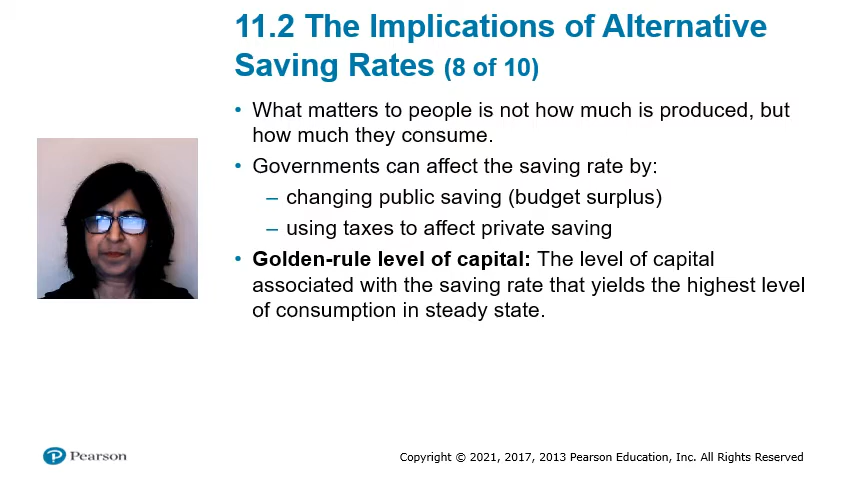 11.2 The Implications of Alternative
Saving Rates (8 of 10)
• What matters to people is not how much is produced, but
how much they consume.
• Governments can affect the saving rate by:
– changing public saving (budget surplus)
– using taxes to affect private saving
• Golden-rule level of capital: The level of capital
associated with the saving rate that yields the highest level
of consumption in steady state.
Pearson
Copyright © 2021, 2017, 2013 Pearson Education, Inc. All Rights Reserved